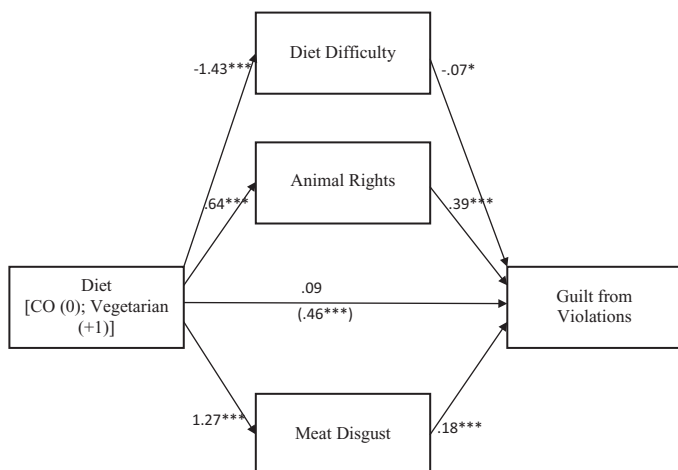 Diet Difficulty
-1.43***
-.07*
Animal Rights
.64***
.39***
Diet
[CO (0); Vegetarian
(+1)]
.09
(.46***)
Guilt from
Violations
1.27***
Meat Disgust
.18***